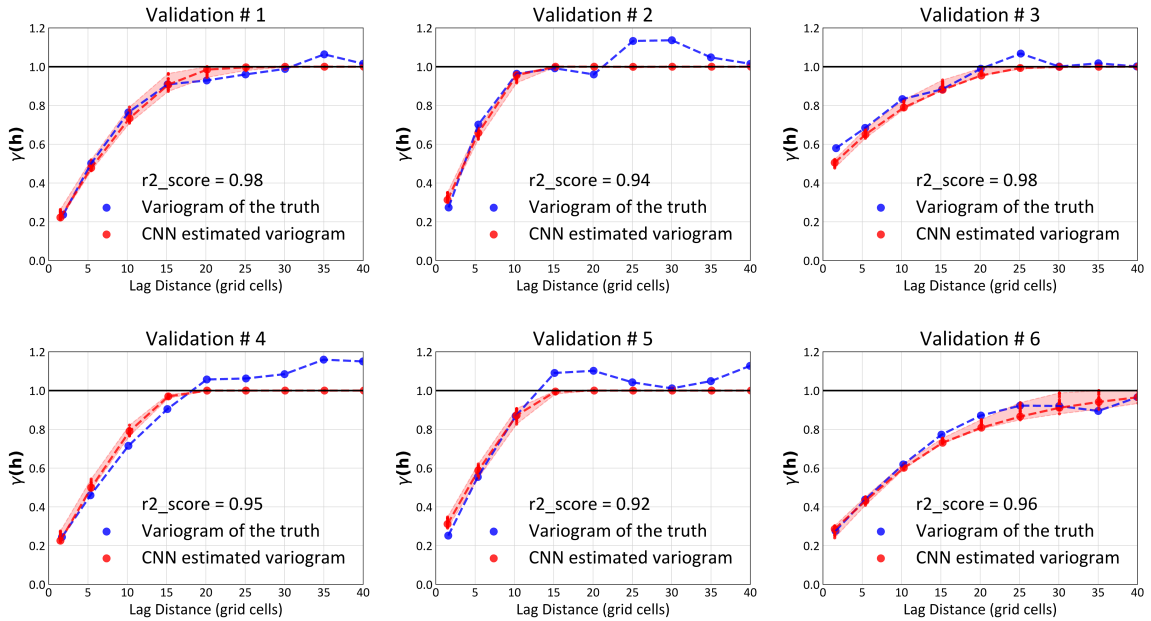 Validation # 1
1.2
1.0
0.8
0.6
0.4
0.2
0.0
γ(h)
r2_score = 0.98
Variogram of the truth
CNN estimated variogram
0 5 10 15 20 25 30 35 40
Lag Distance (grid cells)
Validation # 2
1.2
1.0
0.8
0.6
0.4
0.2
0.0
γ(h)
r2_score = 0.94
Variogram of the truth
CNN estimated variogram
0 5 10 15 20 25 30 35 40
Lag Distance (grid cells)
Validation # 3
1.2
1.0
0.8
0.6
0.4
0.2
0.0
γ(h)
r2_score = 0.98
Variogram of the truth
CNN estimated variogram
0 5 10 15 20 25 30 35 40
Lag Distance (grid cells)
Validation # 4
1.2
1.0
0.8
0.6
0.4
0.2
0.0
γ(h)
r2_score = 0.95
Variogram of the truth
CNN estimated variogram
0 5 10 15 20 25 30 35 40
Lag Distance (grid cells)
Validation # 5
1.2
1.0
0.8
0.6
0.4
0.2
0.0
γ(h)
r2_score = 0.92
Variogram of the truth
CNN estimated variogram
0 5 10 15 20 25 30 35 40
Lag Distance (grid cells)
Validation # 6
1.2
1.0
0.8
0.6
0.4
0.2
0.0
γ(h)
r2_score = 0.96
Variogram of the truth
CNN estimated variogram
0 5 10 15 20 25 30 35 40
Lag Distance (grid cells)